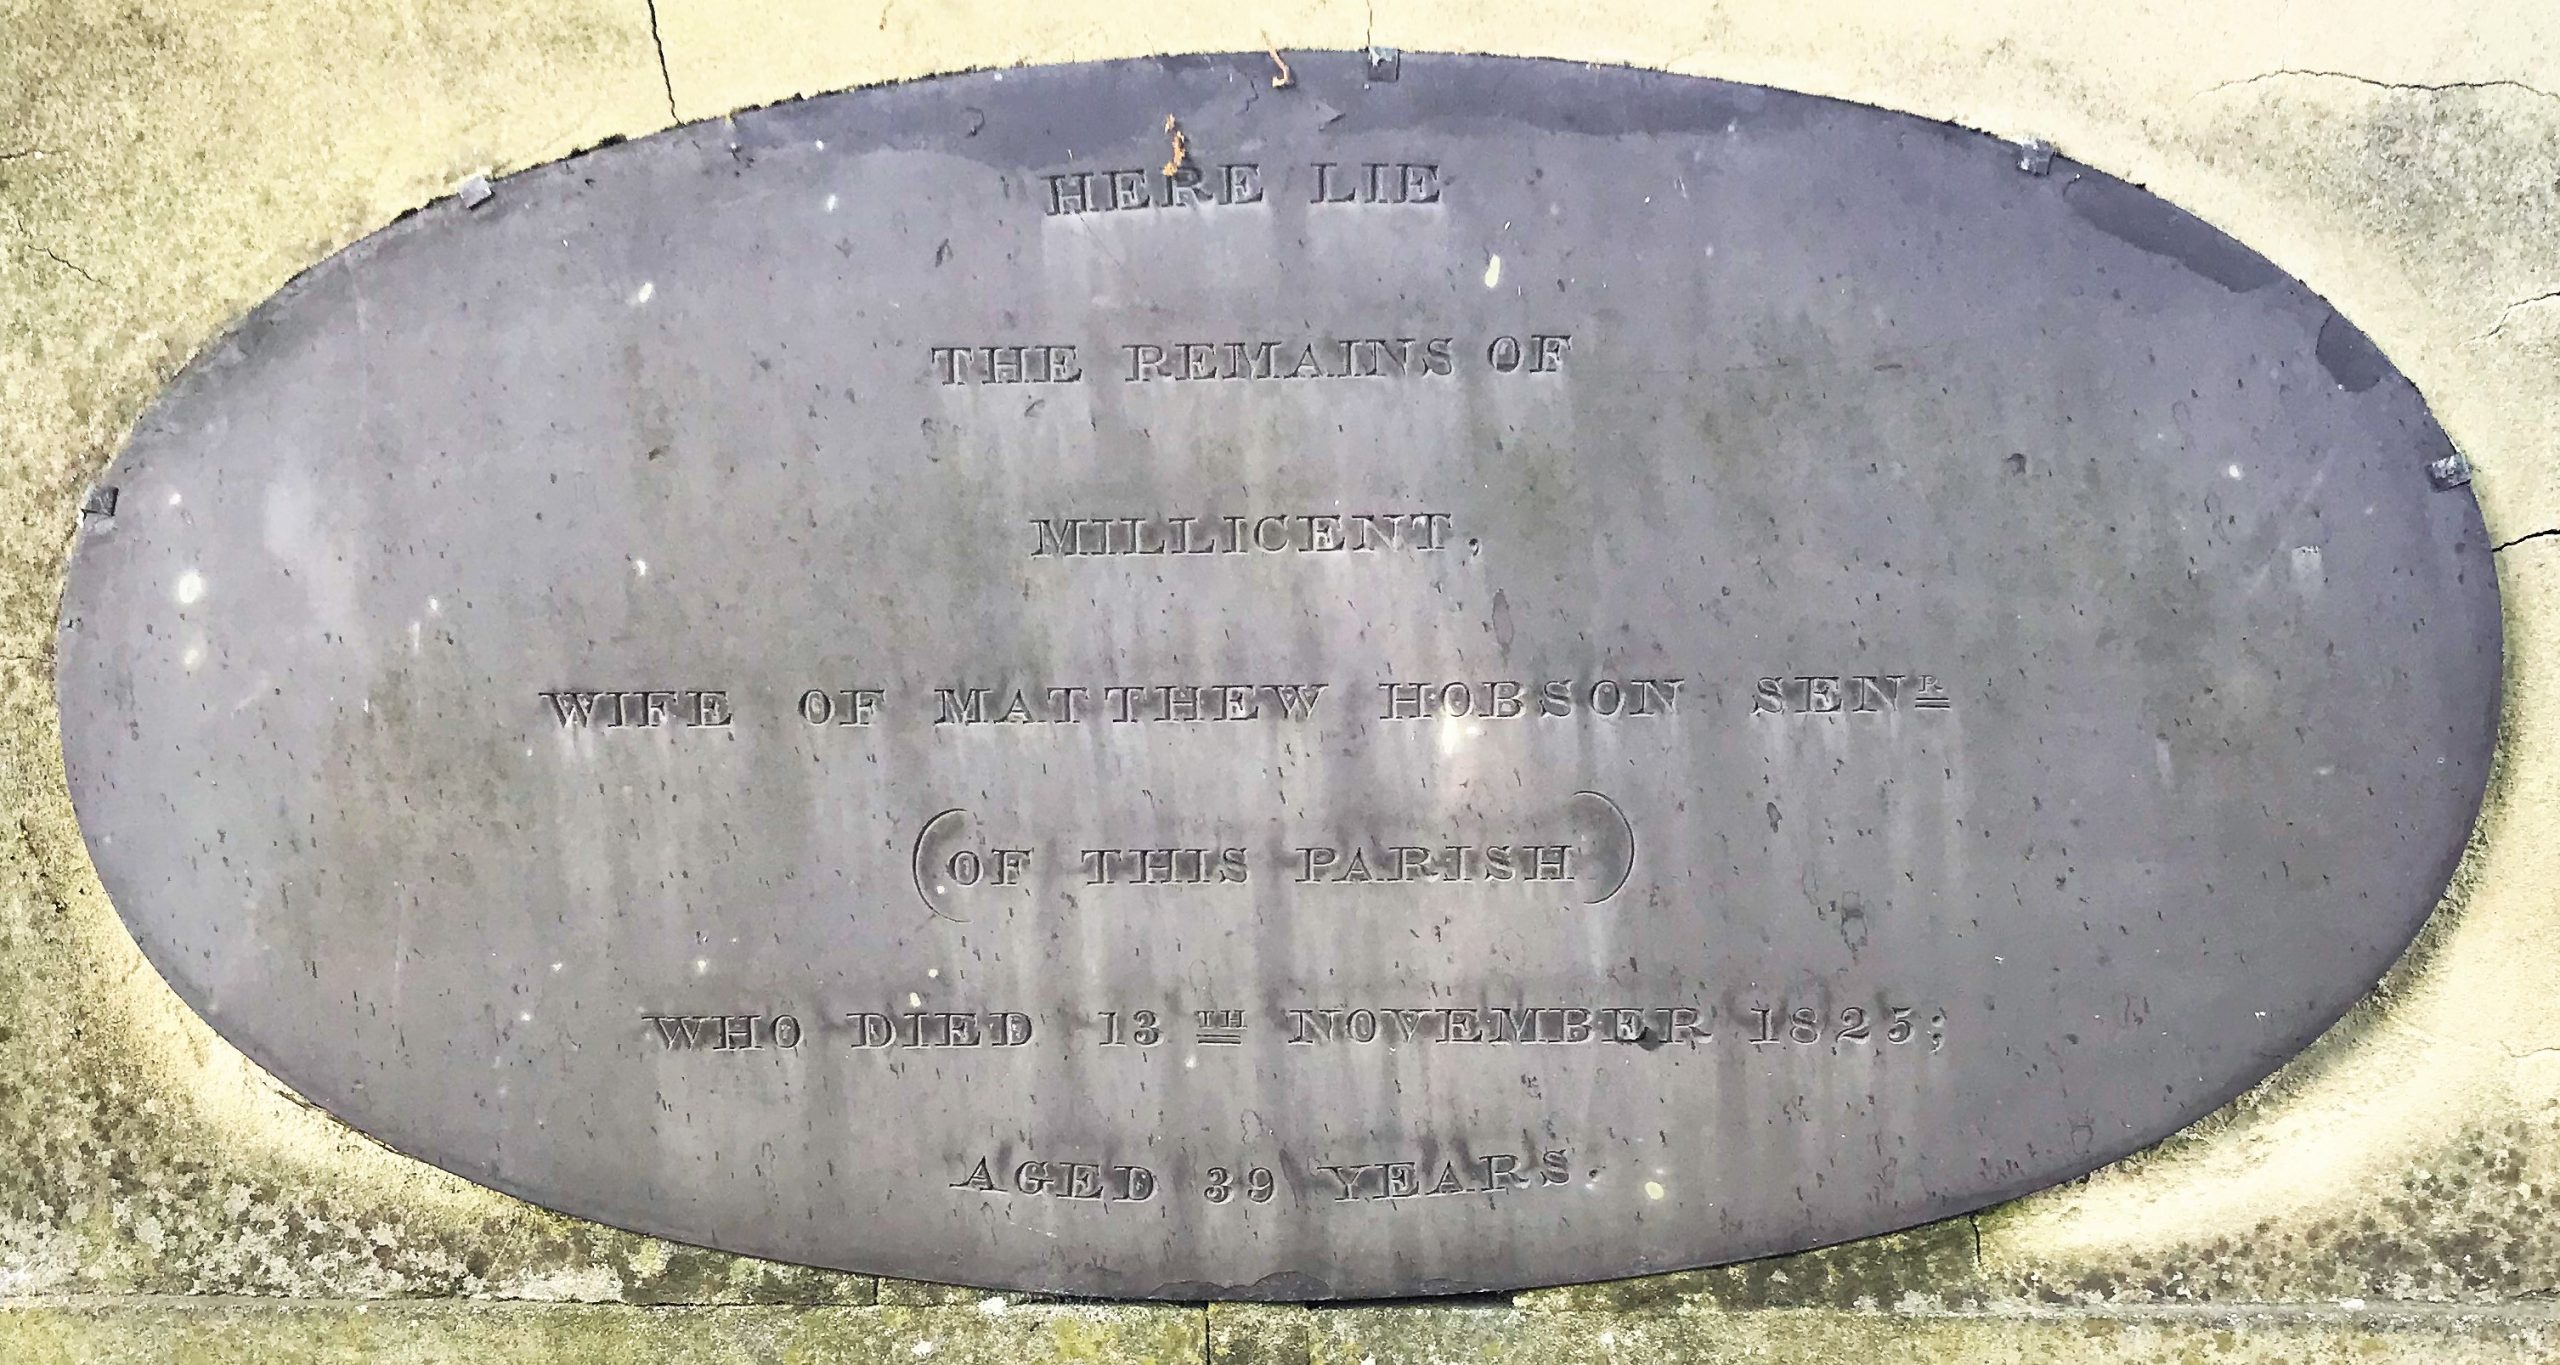 HERE LIE
THE REMAINS OF
MILLICENT,
WIFE OF MATTHEW HOBSON SENR
(OF THIS PARISH)
WHO DIED 13TH NOVEMBER 1825;
AGED 39 YEARS.